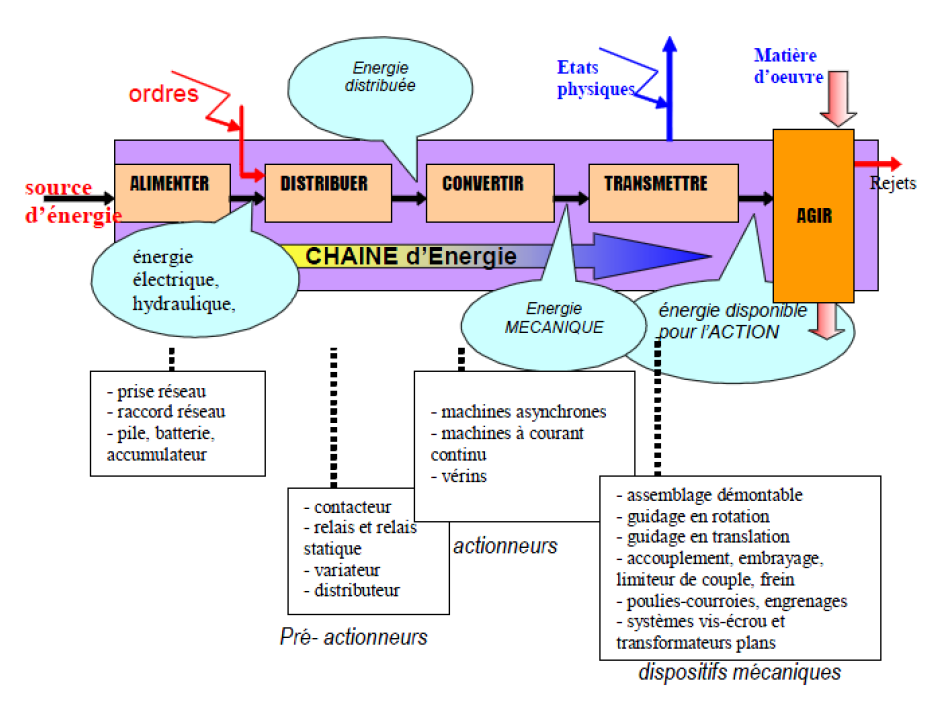 Energie
distribuée
ordres
Etats
physiques
Matière
d'oeuvre
source
d'énergie
ALIMENTER
DISTRIBUER
CONVERTIR
TRANSMETTRE
AGIR
Rejets
CHAINE d'Energie
énergie
électrique,
hydraulique,
Energie
MECANIQUE
énergie disponible
pour l'ACTION
- prise réseau
- raccord réseau
- pile, batterie,
accumulateur
- contacteur
- relais et relais
statique
- variateur
- distributeur
Pré- actionneurs
- machines asynchrones
- machines à courant
continu
- vérins
actionneurs
- assemblage démontable
- guidage en rotation
- guidage en translation
- accouplement, embrayage,
limiteur de couple, frein
- poulies-courroies, engrenages
- systèmes vis-écrou et
transformateurs plans
dispositifs mécaniques